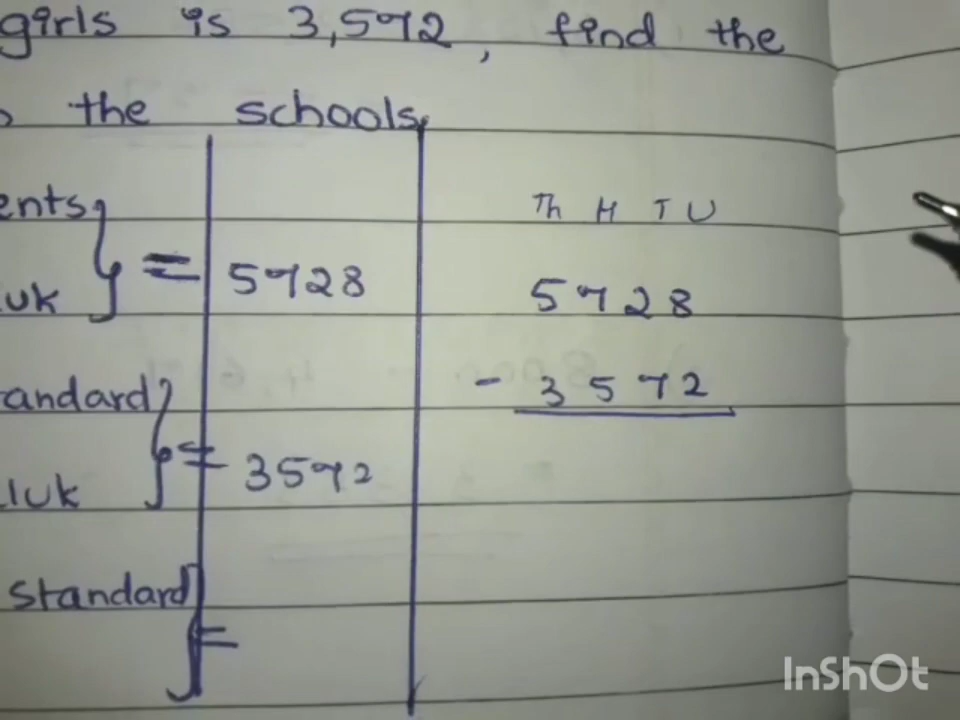 girls is 3,572, find the
the schools
ents
Th H T U
= 5728
5728
uk
- 3572
andard
= 3572
luk
standard
=
InShOt